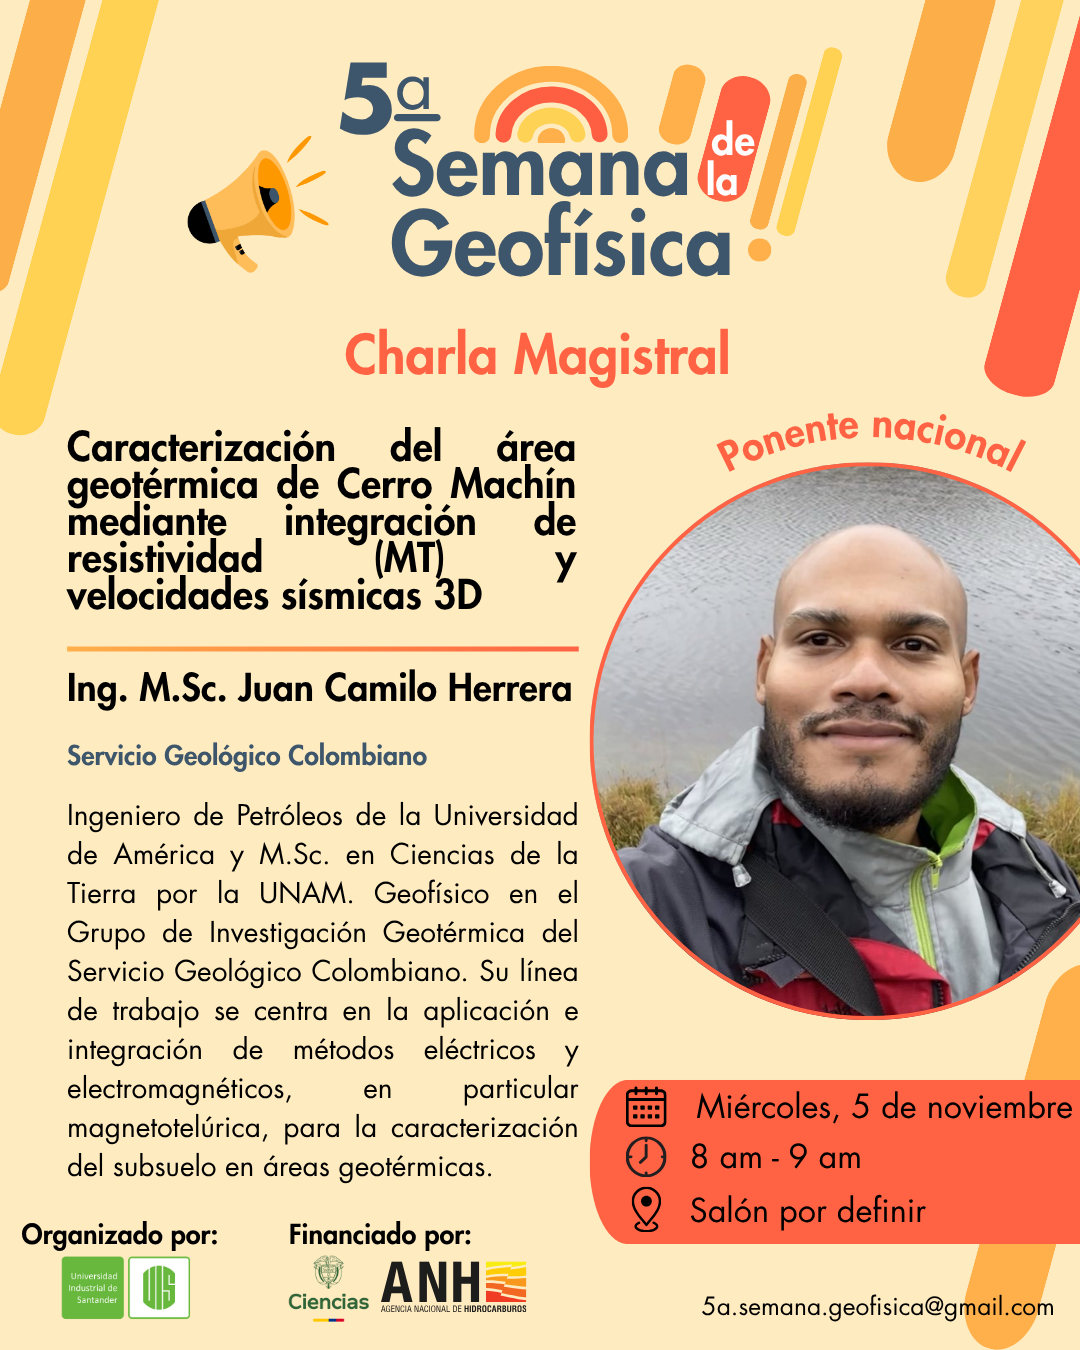 5ª
Semana de la
Geofísica
Charla Magistral
Caracterización del área
geotérmica de Cerro Machín
mediante integración de
resistividad (MT) y
velocidades sísmicas 3D
Ponente nacional
Ing. M.Sc. Juan Camilo Herrera
Servicio Geológico Colombiano
Ingeniero de Petróleos de la Universidad
de América y M.Sc. en Ciencias de la
Tierra por la UNAM. Geofísico en el
Grupo de Investigación Geotérmica del
Servicio Geológico Colombiano. Su línea
de trabajo se centra en la aplicación e
integración de métodos eléctricos y
electromagnéticos, en particular
magnetotelúrica, para la caracterización
del subsuelo en áreas geotérmicas.
Miércoles, 5 de noviembre
8 am - 9 am
Salón por definir
Organizado por:
Universidad
Industrial de
Santander
UIS
Financiado por:
Ciencias
ANH
AGENCIA NACIONAL DE HIDROCARBUROS
5a.semana.geofisica@gmail.com